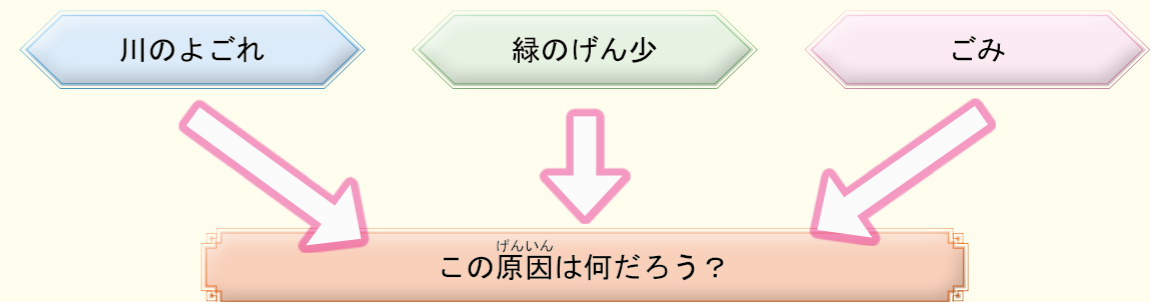 川のよごれ
緑のげん少
ごみ
げんいん
この原因は何だろう？